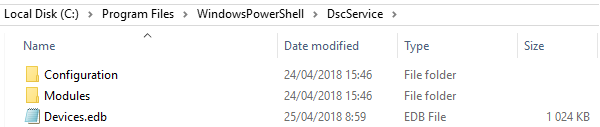 Local Disk (C:) > Program Files > WindowsPowerShell > DscService >
Name Date modified Type Size
Configuration 24/04/2018 15:46 File folder
Modules 24/04/2018 15:46 File folder
Devices.edb 25/04/2018 8:59 EDB File 1 024 KB